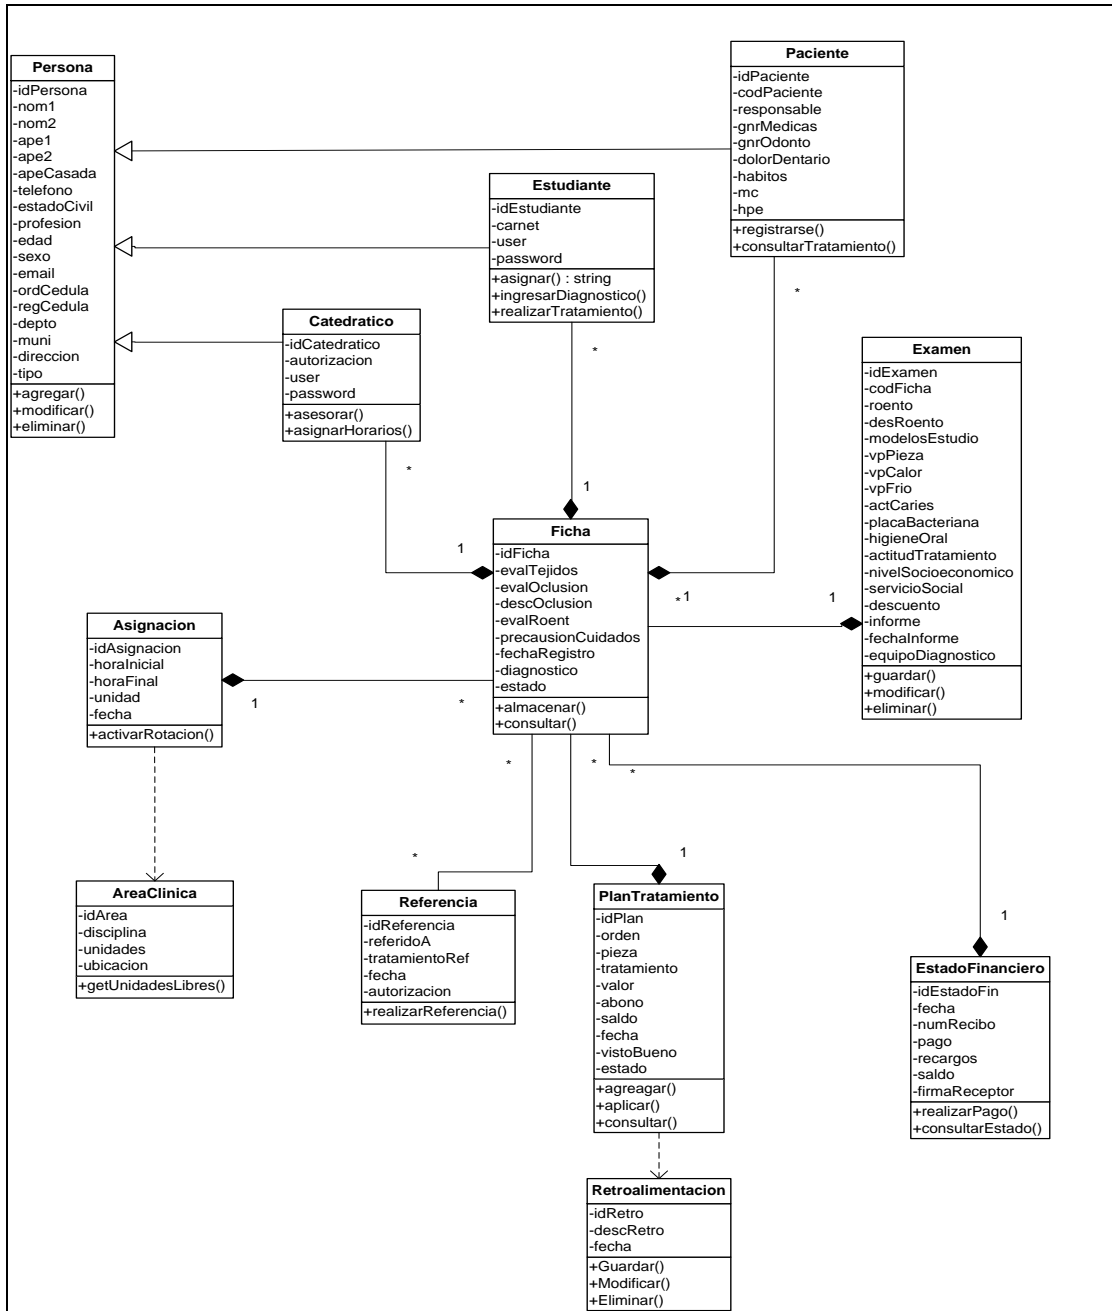 Persona
-idPersona
-nom1
-nom2
-ape1
-ape2
-apeCasada
-telefono
-estadoCivil
-profesion
-edad
-sexo
-email
-ordCedula
-regCedula
-depto
-muni
-direccion
-tipo
+agregar()
+modificar()
+eliminar()
Paciente
-idPaciente
-codPaciente
-responsable
-gnrMedicas
-gnrOdonto
-dolorDentario
-habitos
-mc
-hpe
+registrarse()
+consultarTratamiento()
*
Estudiante
-idEstudiante
-carnet
-user
-password
+asignar() : string
+ingresarDiagnostico()
+realizarTratamiento()
*
1
Catedratico
-idCatedratico
-autorizacion
-user
-password
+asesorar()
+asignarHorarios()
*
1
Examen
-idExamen
-codFicha
-roento
-desRoento
-modelosEstudio
-vpPieza
-vpCalor
-vpFrio
-actCaries
-placaBacteriana
-higieneOral
-actitudTratamiento
-nivelSocioeconomico
-servicioSocial
-descuento
-informe
-fechaInforme
-equipoDiagnostico
+guardar()
+modificar()
+eliminar()
Ficha
-idFicha
-evalTejidos
-evalOclusion
-descOclusion
-evalRoent
-precausionCuidados
-fechaRegistro
-diagnostico
-estado
+almacenar()
+consultar()
*
1
1
Asignacion
-idAsignacion
-horaInicial
-horaFinal
-unidad
-fecha
+activarRotacion()
1
*
*
*
*
AreaClinica
-idArea
-disciplina
-unidades
-ubicacion
+getUnidadesLibres()
*
Referencia
-idReferencia
-referidoA
-tratamientoRef
-fecha
-autorizacion
+realizarReferencia()
1
PlanTratamiento
-idPlan
-orden
-pieza
-tratamiento
-valor
-abono
-saldo
-fecha
-vistoBueno
-estado
+agreagar()
+aplicar()
+consultar()
1
EstadoFinanciero
-idEstadoFin
-fecha
-numRecibo
-pago
-recargos
-saldo
-firmaReceptor
+realizarPago()
+consultarEstado()
Retroalimentacion
-idRetro
-descRetro
-fecha
+Guardar()
+Modificar()
+Eliminar()